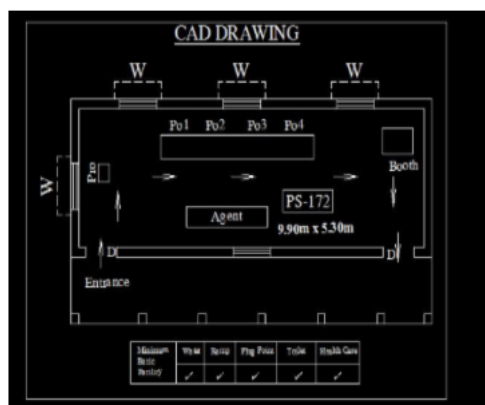 CAD DRAWING
W W W
Po1 Po2 Po3 Po4
W
Booth
PS-172
Agent
9.90m x 5.30m
D D
Entrance
Minimum Water Ramp Plug Point Toilet Health Care
✓ ✓ ✓ ✓ ✓